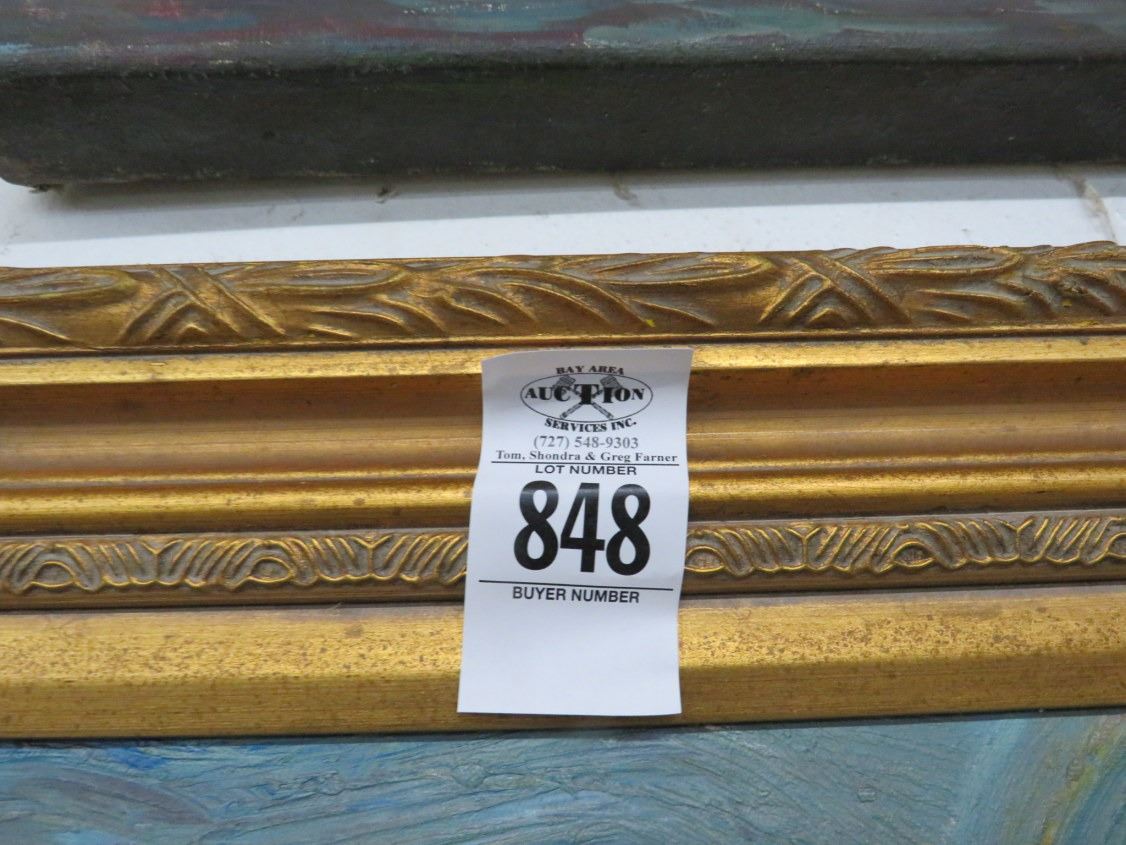 BAY AREA
AUCTION
SERVICES INC.
(727) 548-9303
Tom, Shondra & Greg Farner
LOT NUMBER
848
BUYER NUMBER